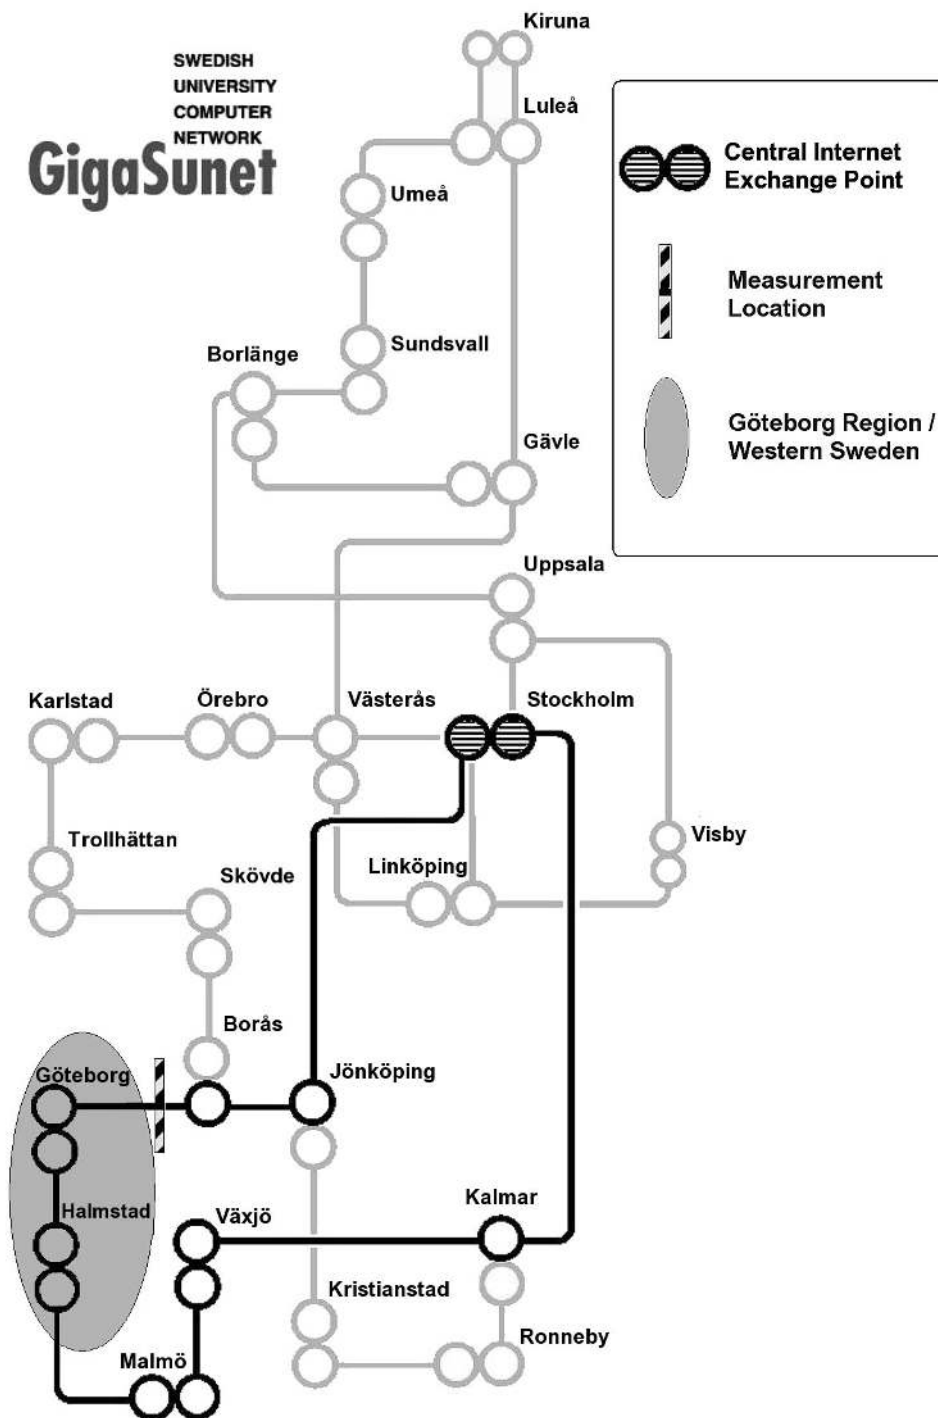 Kiruna
SWEDISH
UNIVERSITY
COMPUTER
NETWORK
GigaSunet
Luleå
Central Internet
Exchange Point
Umeå
Measurement
Location
Sundsvall
Borlänge
Göteborg Region /
Western Sweden
Gävle
Uppsala
Karlstad
Örebro
Västerås
Stockholm
Trollhättan
Visby
Linköping
Skövde
Borås
Göteborg
Jönköping
Halmstad
Växjö
Kalmar
Kristianstad
Ronneby
Malmö